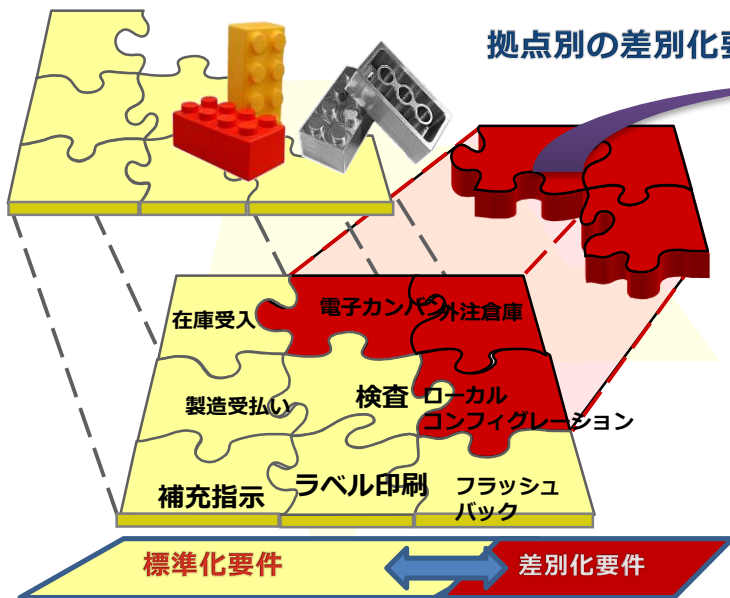 拠点別の差別化要
在庫受入
電子カンバン
外注倉庫
製造受払い
検査
ローカル
コンフィグレーション
補充指示
ラベル印刷
フラッシュ
バック
標準化要件
差別化要件